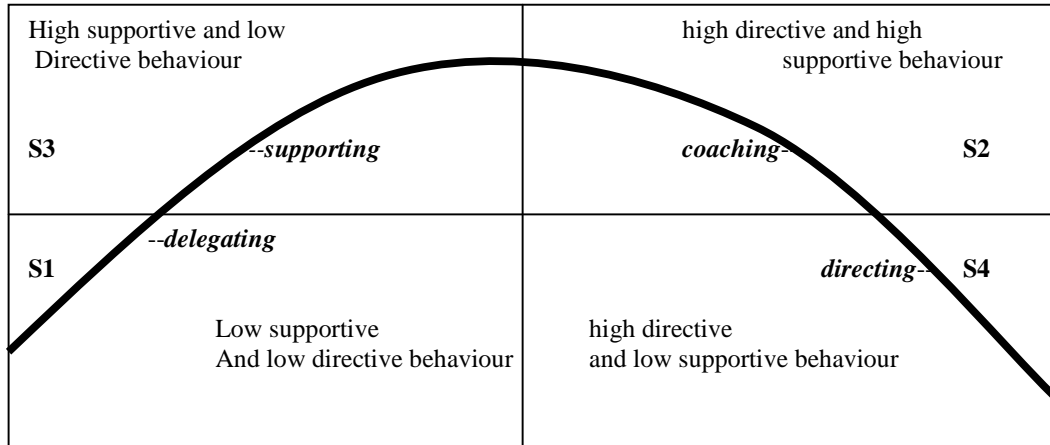 High supportive and low
Directive behaviour
high directive and high
supportive behaviour
S3
--supporting
coaching--
S2
--delegating
S1
directing--
S4
Low supportive
And low directive behaviour
high directive
and low supportive behaviour